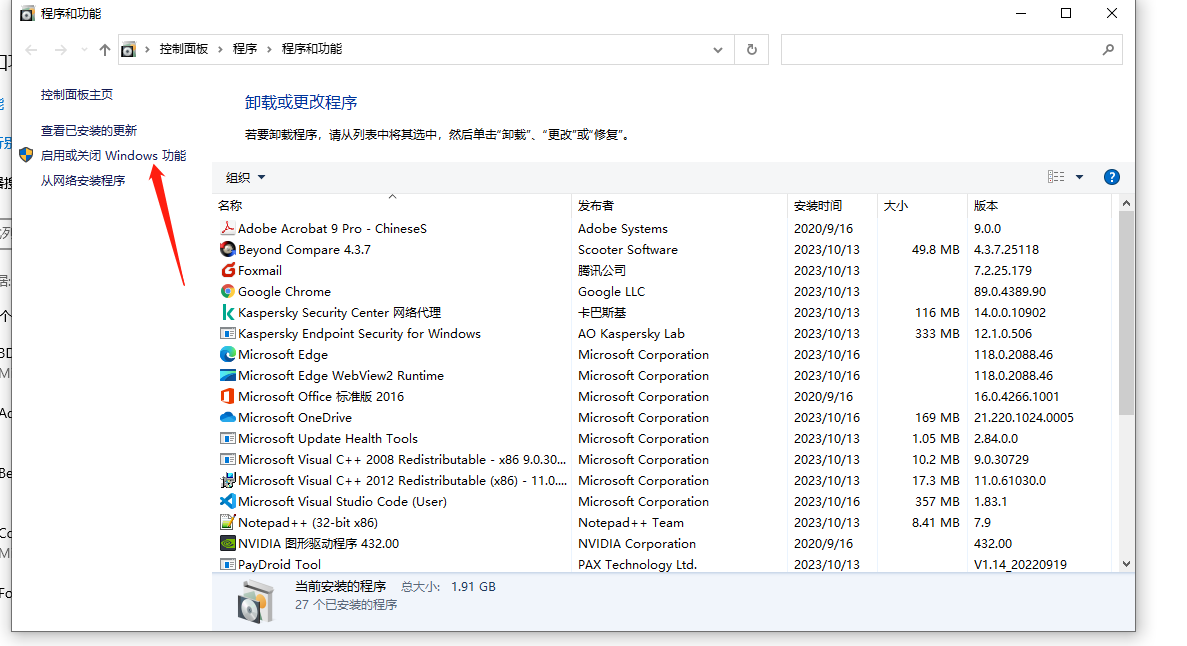 程序和功能
控制面板 › 程序 › 程序和功能
控制面板主页
查看已安装的更新
启用或关闭 Windows 功能
从网络安装程序
卸载或更改程序
若要卸载程序，请从列表中将其选中，然后单击“卸载”、“更改”或“修复”。
组织
名称 发布者 安装时间 大小 版本
Adobe Acrobat 9 Pro - ChineseS Adobe Systems 2020/9/16 9.0.0
Beyond Compare 4.3.7 Scooter Software 2023/10/13 49.8 MB 4.3.7.25118
Foxmail 腾讯公司 2023/10/13 7.2.25.179
Google Chrome Google LLC 2023/10/13 89.0.4389.90
Kaspersky Security Center 网络代理 卡巴斯基 2023/10/13 116 MB 14.0.0.10902
Kaspersky Endpoint Security for Windows AO Kaspersky Lab 2023/10/13 333 MB 12.1.0.506
Microsoft Edge Microsoft Corporation 2023/10/16 118.0.2088.46
Microsoft Edge WebView2 Runtime Microsoft Corporation 2023/10/16 118.0.2088.46
Microsoft Office 标准版 2016 Microsoft Corporation 2020/9/16 16.0.4266.1001
Microsoft OneDrive Microsoft Corporation 2023/10/16 169 MB 21.220.1024.0005
Microsoft Update Health Tools Microsoft Corporation 2023/10/13 1.05 MB 2.84.0.0
Microsoft Visual C++ 2008 Redistributable - x86 9.0.30... Microsoft Corporation 2023/10/13 10.2 MB 9.0.30729
Microsoft Visual C++ 2012 Redistributable (x86) - 11.0.... Microsoft Corporation 2023/10/13 17.3 MB 11.0.61030.0
Microsoft Visual Studio Code (User) Microsoft Corporation 2023/10/16 357 MB 1.83.1
Notepad++ (32-bit x86) Notepad++ Team 2023/10/13 8.41 MB 7.9
NVIDIA 图形驱动程序 432.00 NVIDIA Corporation 2020/9/16 432.00
PayDroid Tool PAX Technology Ltd. 2023/10/13 V1.14_20220919
当前安装的程序 总大小: 1.91 GB
27 个已安装的程序